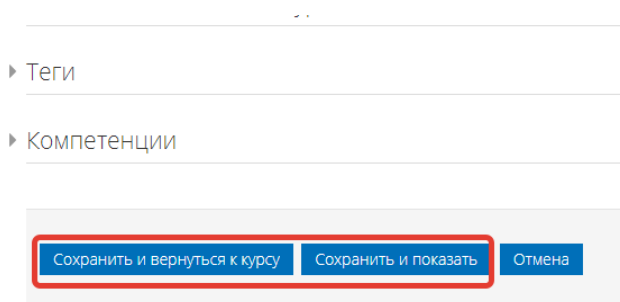 Теги
Компетенции
Сохранить и вернуться к курсу Сохранить и показать Отмена